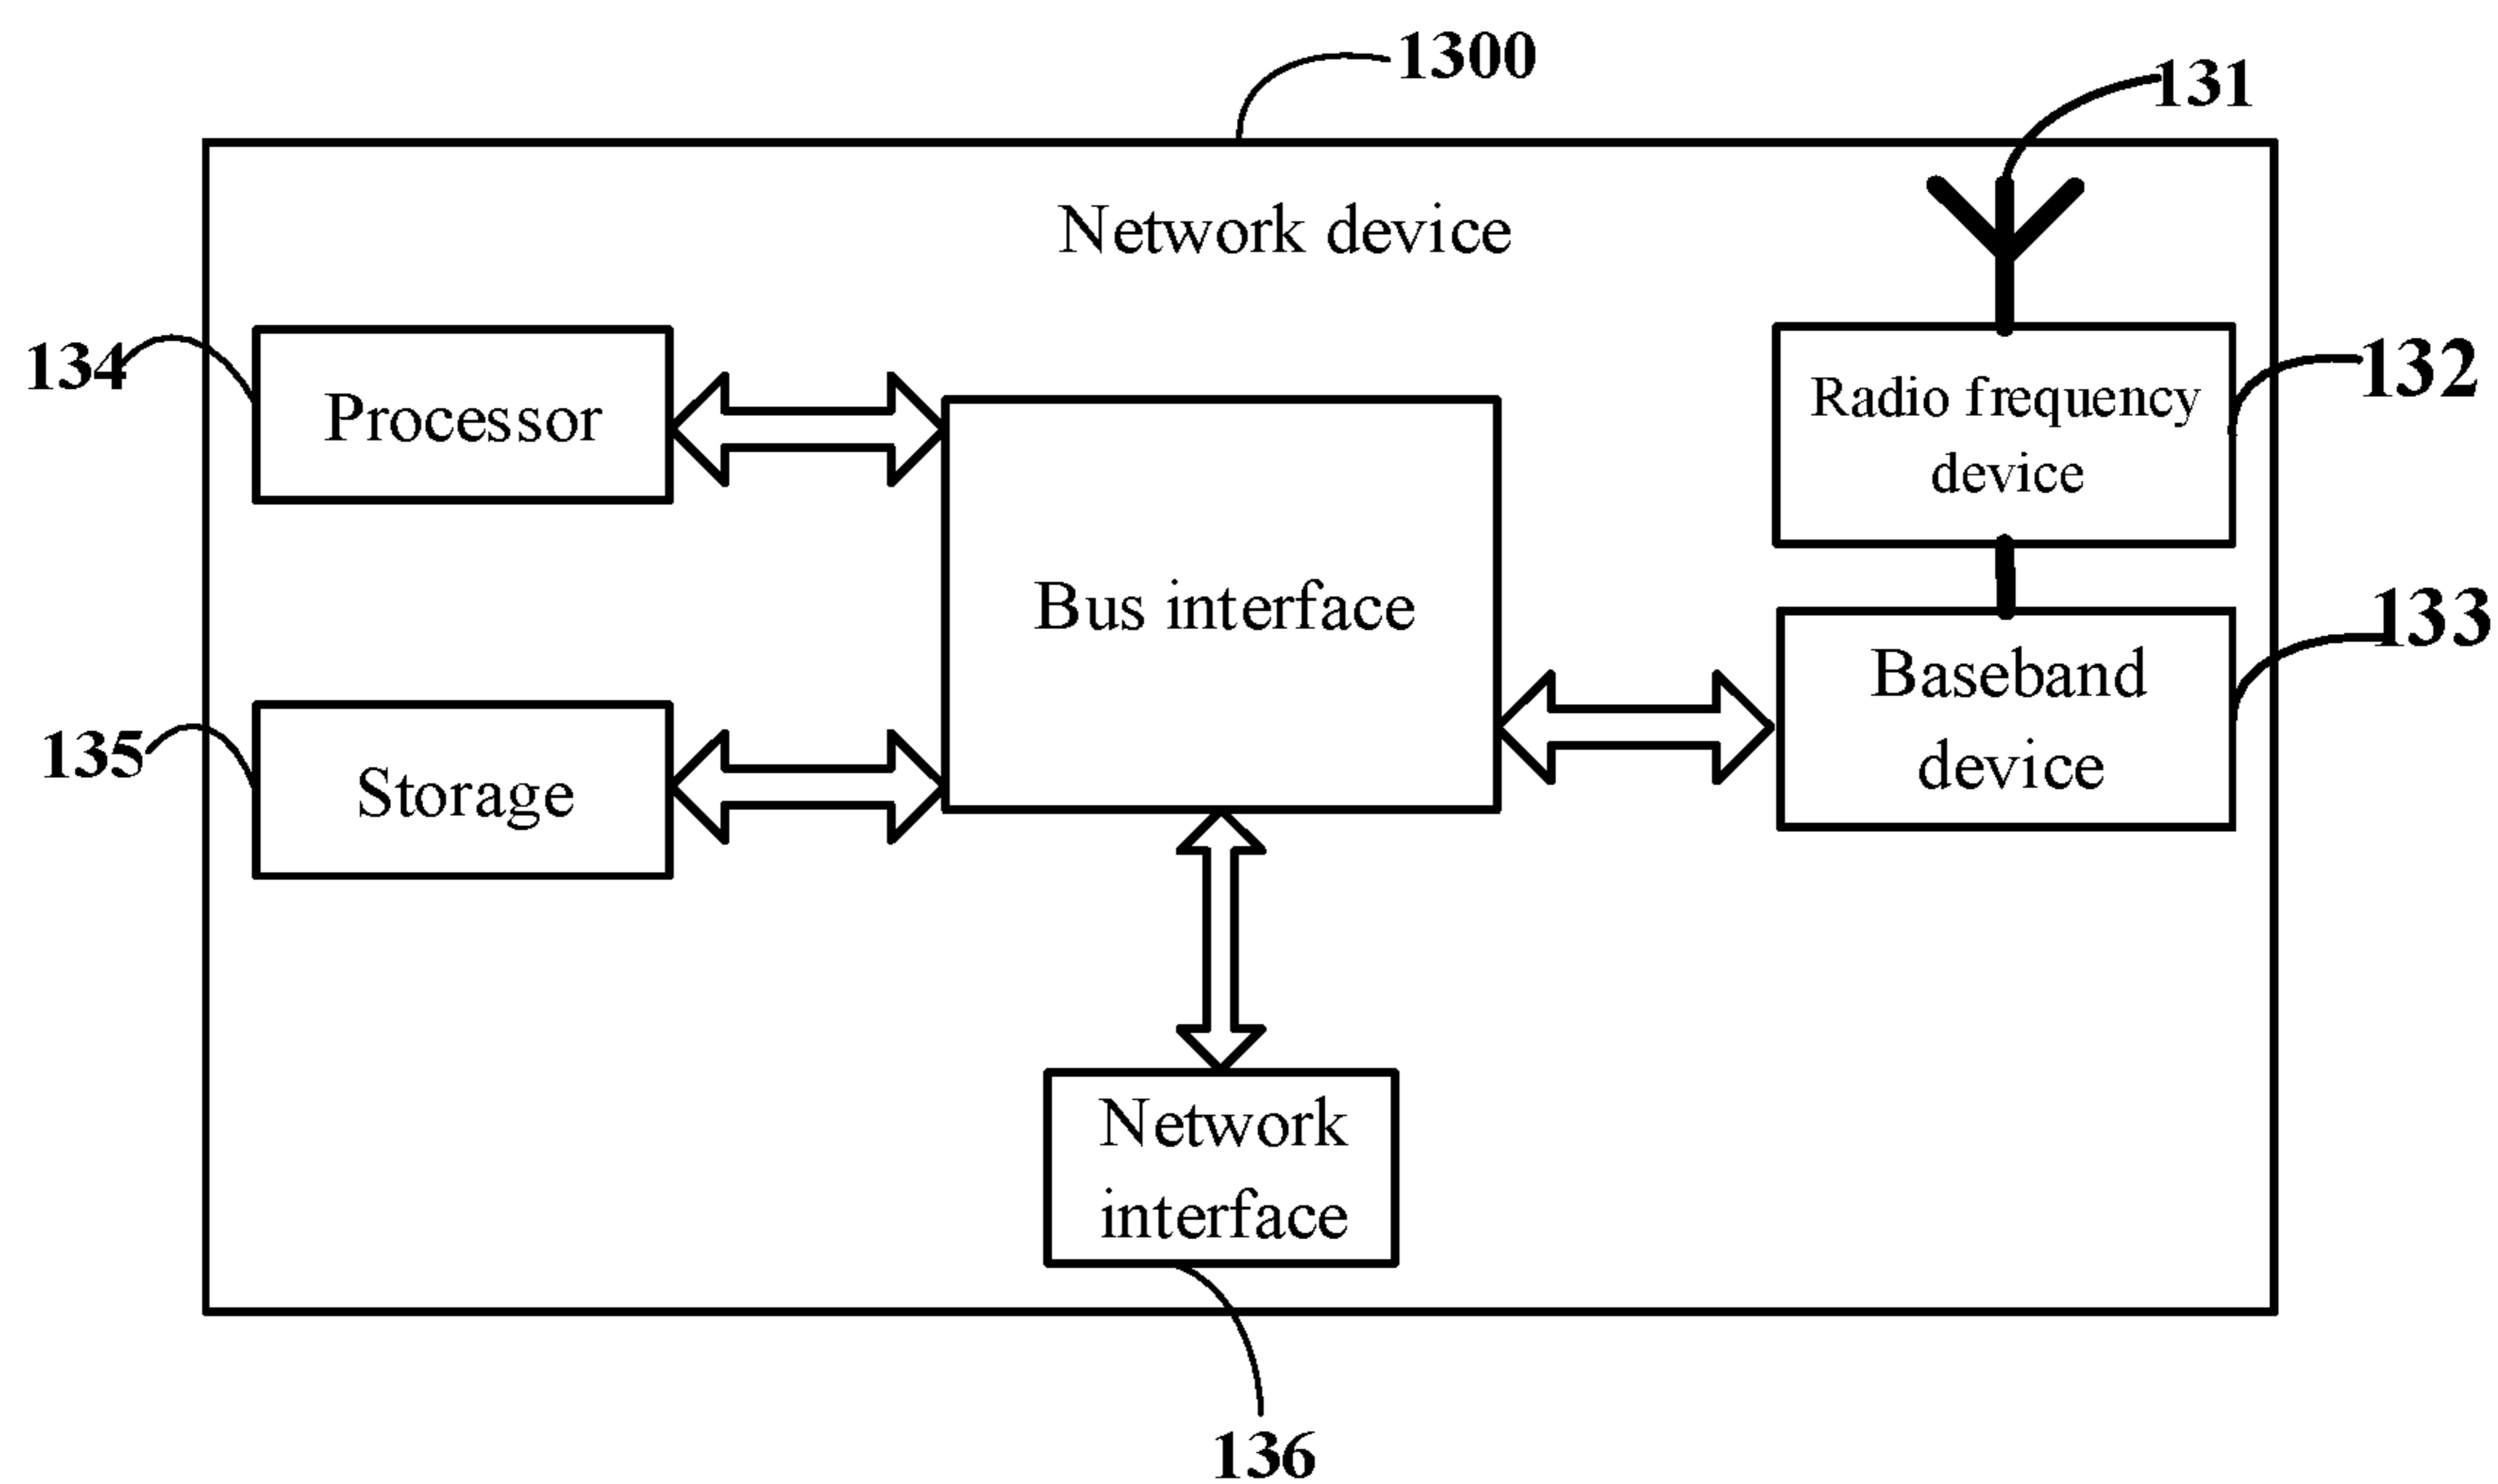 1300
131
Network device
134
Processor
Radio frequency
device
132
Bus interface
133
Baseband
device
135
Storage
Network
interface
136